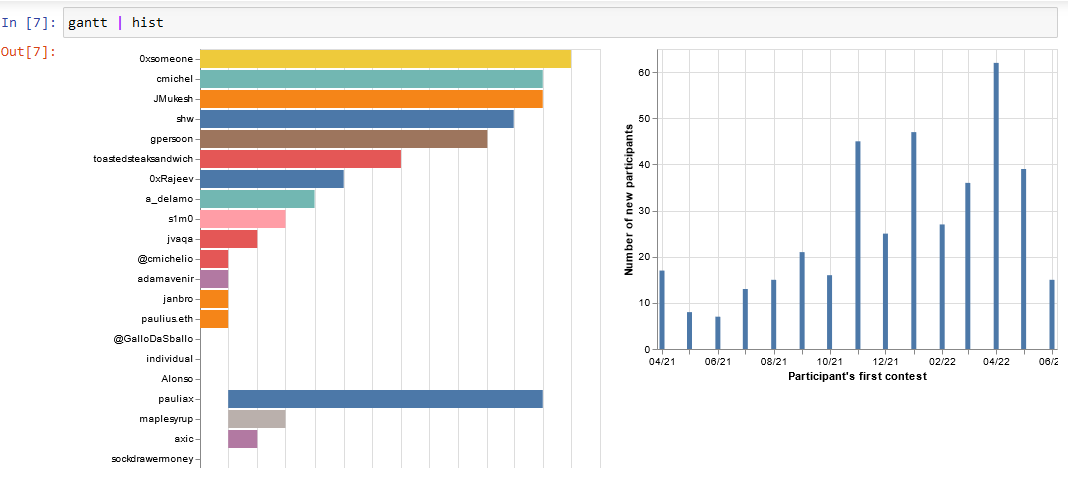 In [7]: gantt | hist
Out[7]:
0xsomeone
cmichel
JMukesh
shw
gpersoon
toastedsteaksandwich
0xRajeev
a_delamo
s1m0
jvaqa
@cmichelio
adamavenir
janbro
paulius.eth
@GalloDaSballo
individual
Alonso
pauliax
maplesyrup
axic
sockdrawermoney
Number of new participants
60
50
40
30
20
10
0
04/21 06/21 08/21 10/21 12/21 02/22 04/22 06/2
Participant's first contest